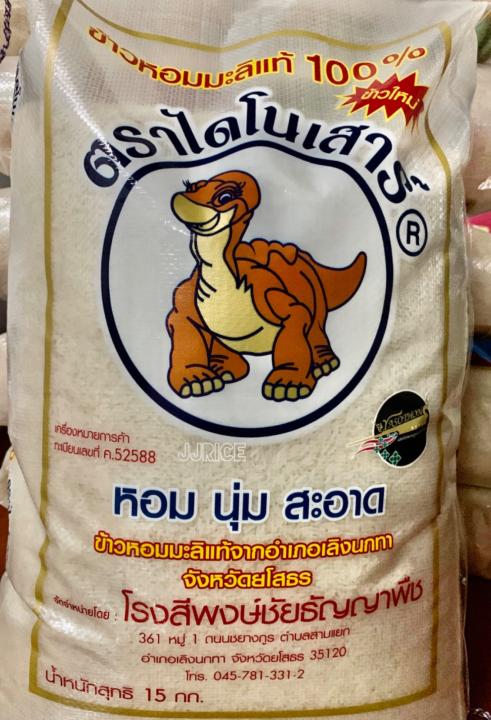 ข้าวหอมมะลิแท้ 100%
ข้าวใหม่
ตราไดโนเสาร์
R
เครื่องหมายการค้า
ทะเบียนเลขที่ ค.52588
JJRICE
หอม นุ่ม สะอาด
ข้าวหอมมะลิแท้จากอำเภอเลิงนกทา
จังหวัดยโสธร
จัดจำหน่ายโดย : โรงสีพงษ์ชัยธัญญาพืช
361 หมู่ 1 ถนนชยางกูร ตำบลสามแยก
อำเภอเลิงนกทา จังหวัดยโสธร 35120
โทร. 045-781-331-2
น้ำหนักสุทธิ 15 กก.